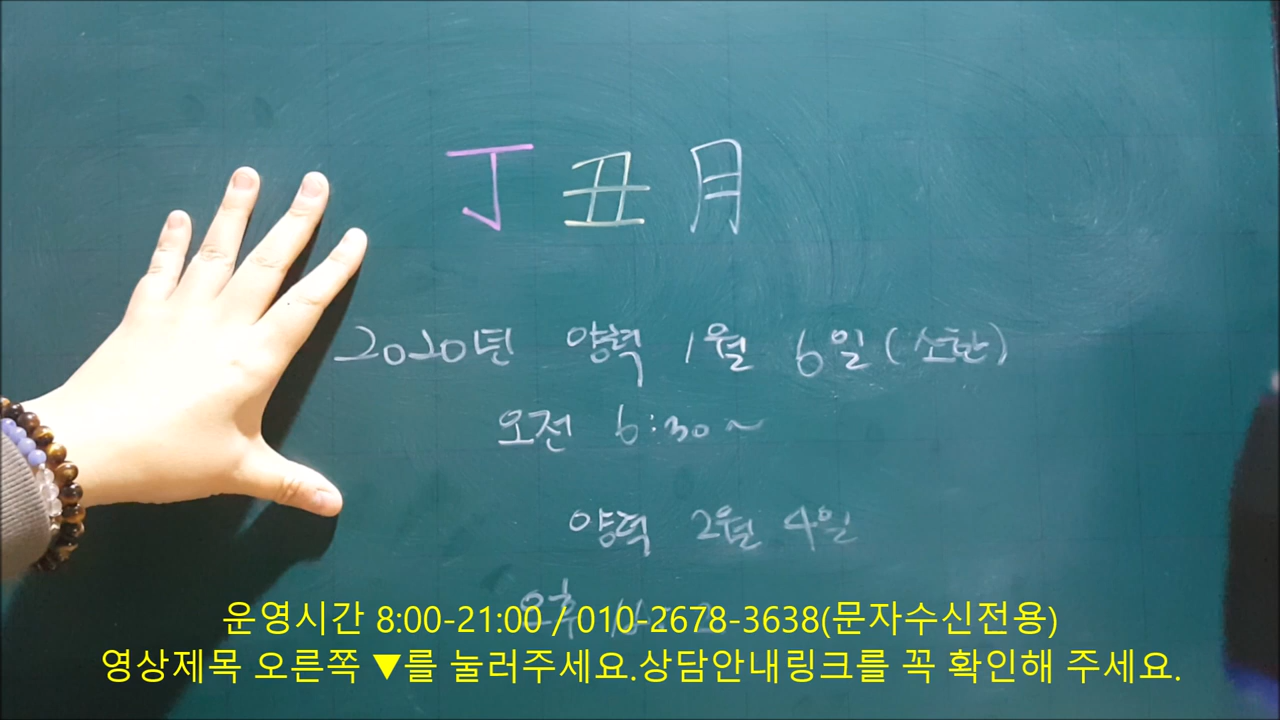 丁丑月
2020년 양력 1월 6일 (소한)
오전 6:30~
양력 2월 4일
오후
운영시간 8:00-21:00 / 010-2678-3638(문자수신전용)
영상제목 오른쪽 ▼를 눌러주세요.상담안내링크를 꼭 확인해 주세요.